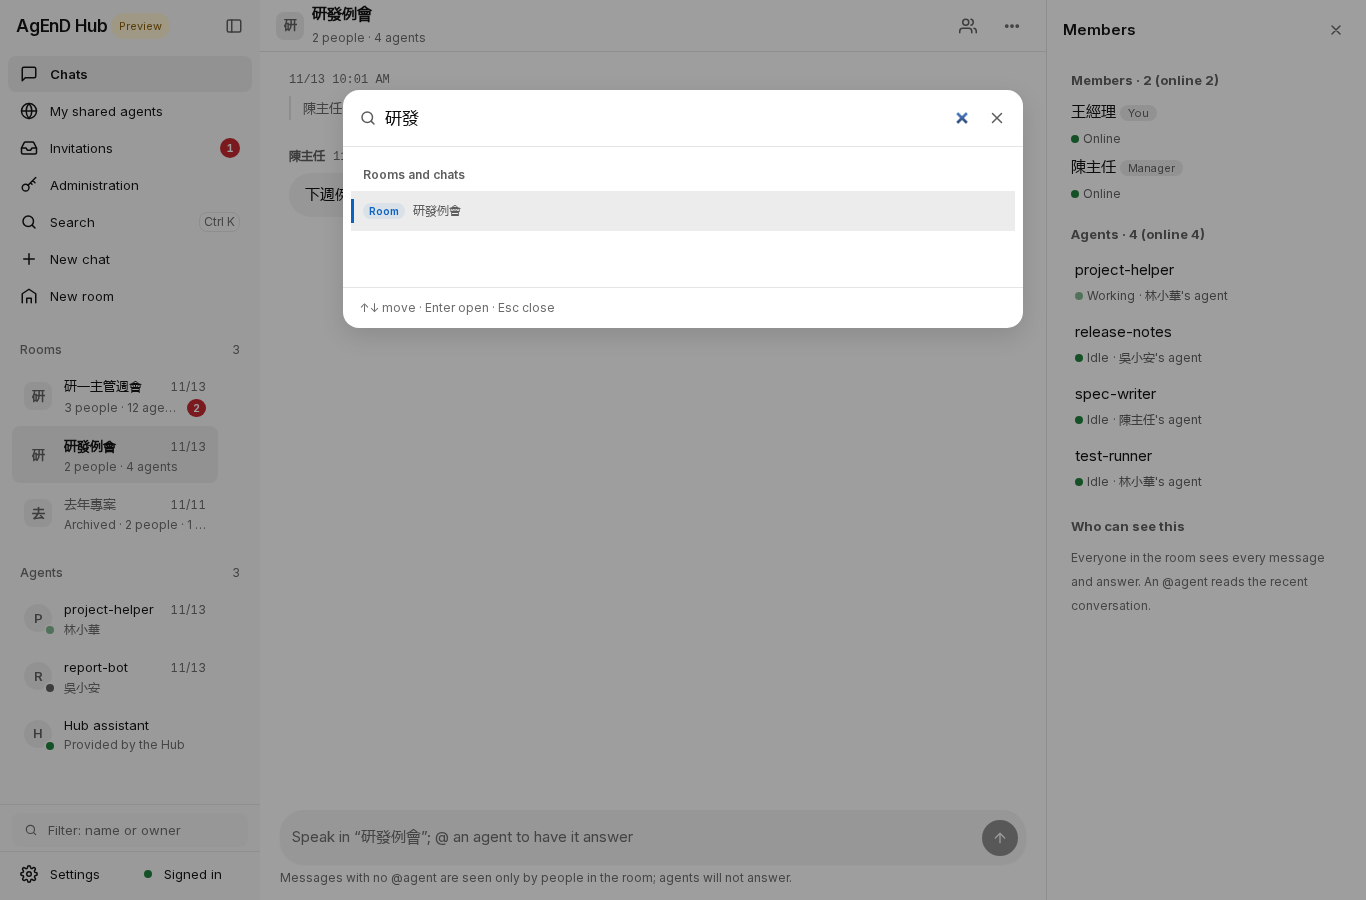 AgEnD Hub Preview
Chats
My shared agents
Invitations 1
Administration
Search Ctrl K
New chat
New room
Rooms 3
研 研一主管週會 11/13
3 people · 12 age… 2
研 研發例會 11/13
2 people · 4 agents
去 去年專案 11/11
Archived · 2 people · 1 …
Agents 3
P project-helper 11/13
林小華
R report-bot 11/13
吳小安
H Hub assistant
Provided by the Hub
Filter: name or owner
Settings Signed in
研 研發例會
2 people · 4 agents
11/13 10:01 AM
陳主任
陳主任
下週
研發
Rooms and chats
Room 研發例會
↑↓ move · Enter open · Esc close
Speak in “研發例會”; @ an agent to have it answer
Messages with no @agent are seen only by people in the room; agents will not answer.
Members
Members · 2 (online 2)
王經理 You
Online
陳主任 Manager
Online
Agents · 4 (online 4)
project-helper
Working · 林小華's agent
release-notes
Idle · 吳小安's agent
spec-writer
Idle · 陳主任's agent
test-runner
Idle · 林小華's agent
Who can see this
Everyone in the room sees every message
and answer. An @agent reads the recent
conversation.